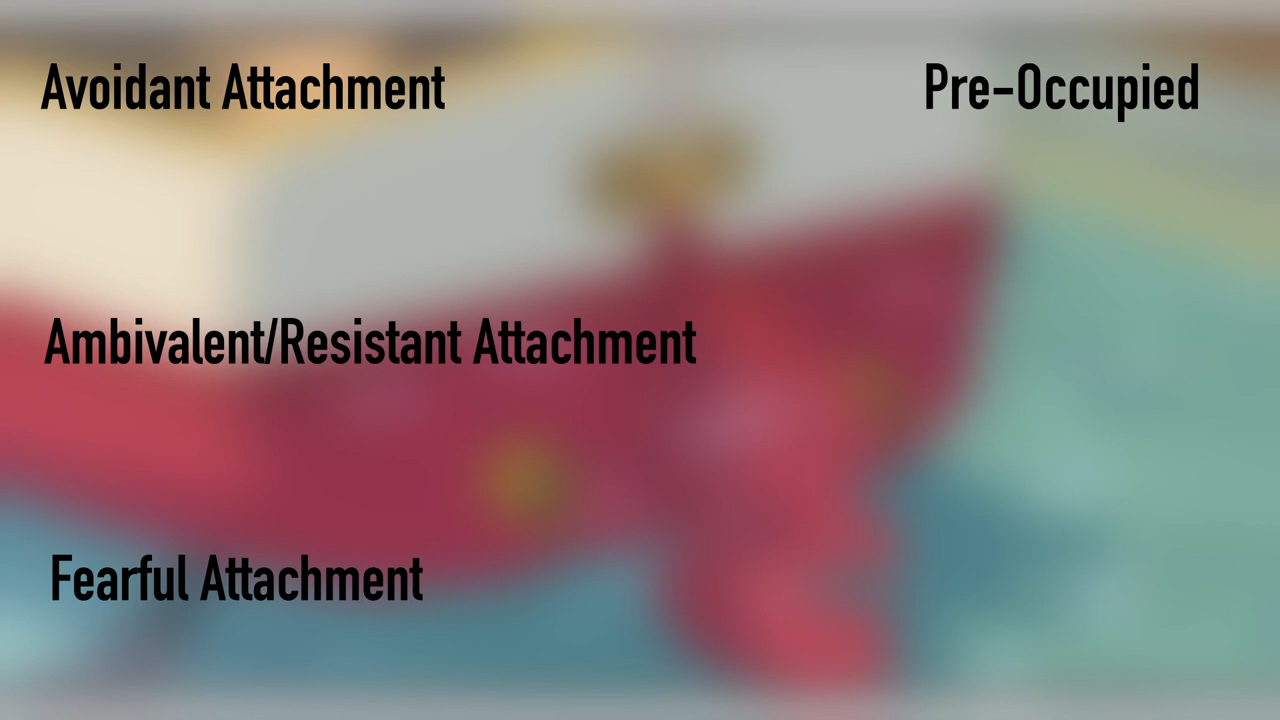 Avoidant Attachment
Pre-Occupied
Ambivalent/Resistant Attachment
Fearful Attachment